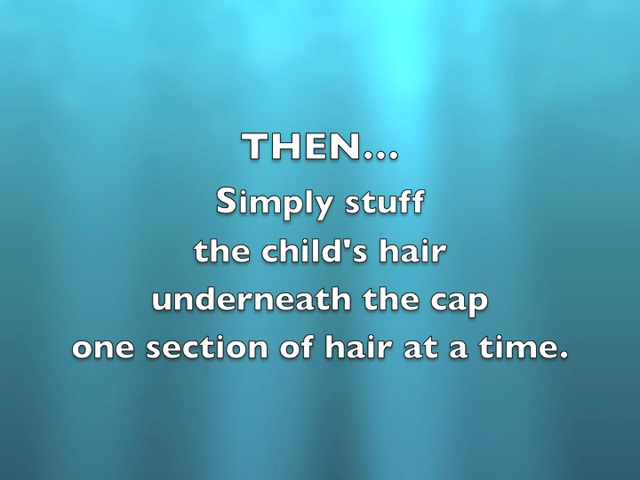 THEN...
Simply stuff
the child's hair
underneath the cap
one section of hair at a time.